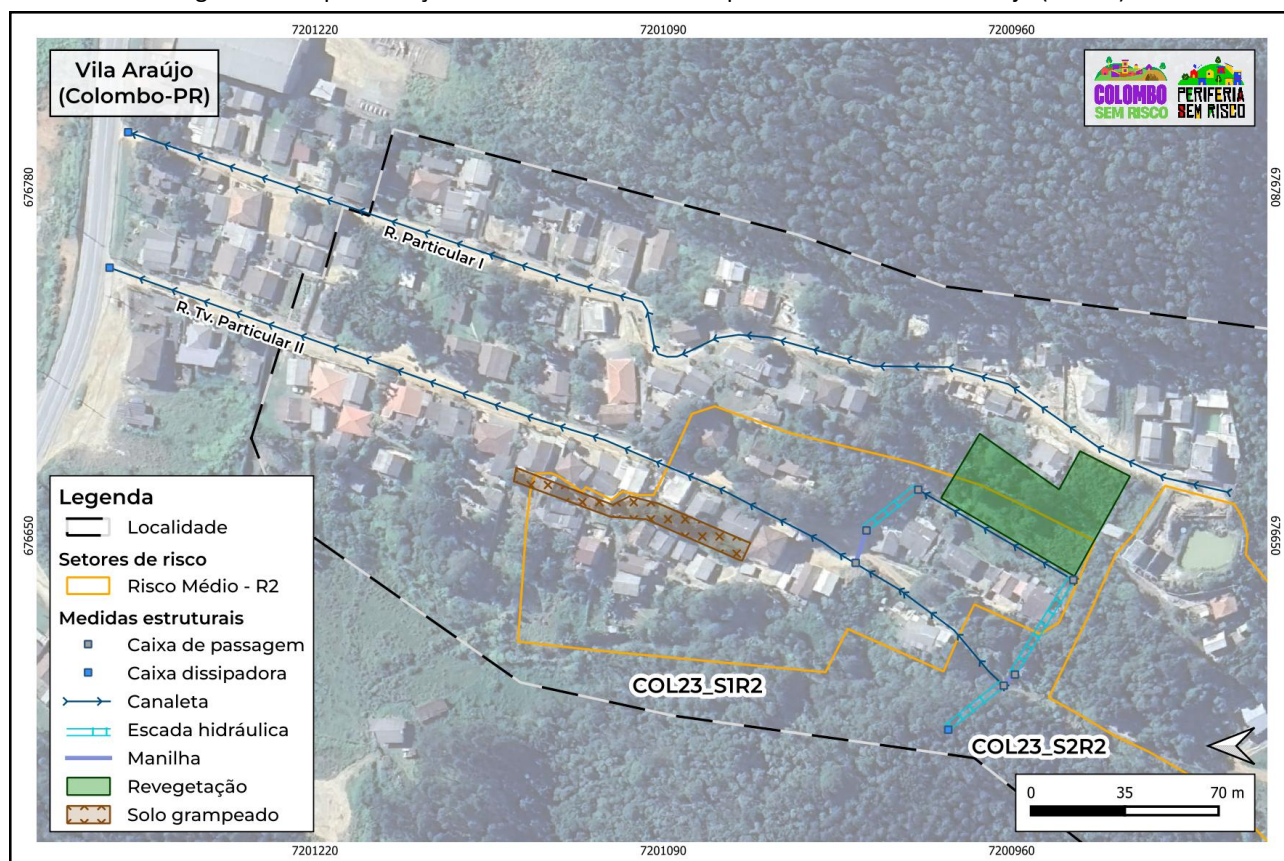 7201220
7201090
7200960
Vila Araújo
(Colombo-PR)
COLOMBO
SEM RISCO
PERIFERIA
SEM RISCO
676780
676780
R. Particular I
R. Tv. Particular II
676650
676650
Legenda
Localidade
Setores de risco
Risco Médio - R2
Medidas estruturais
Caixa de passagem
Caixa dissipadora
Canaleta
Escada hidráulica
Manilha
Revegetação
Solo grampeado
COL23_S1R2
COL23_S2R2
0
35
70 m
7201220
7201090
7200960